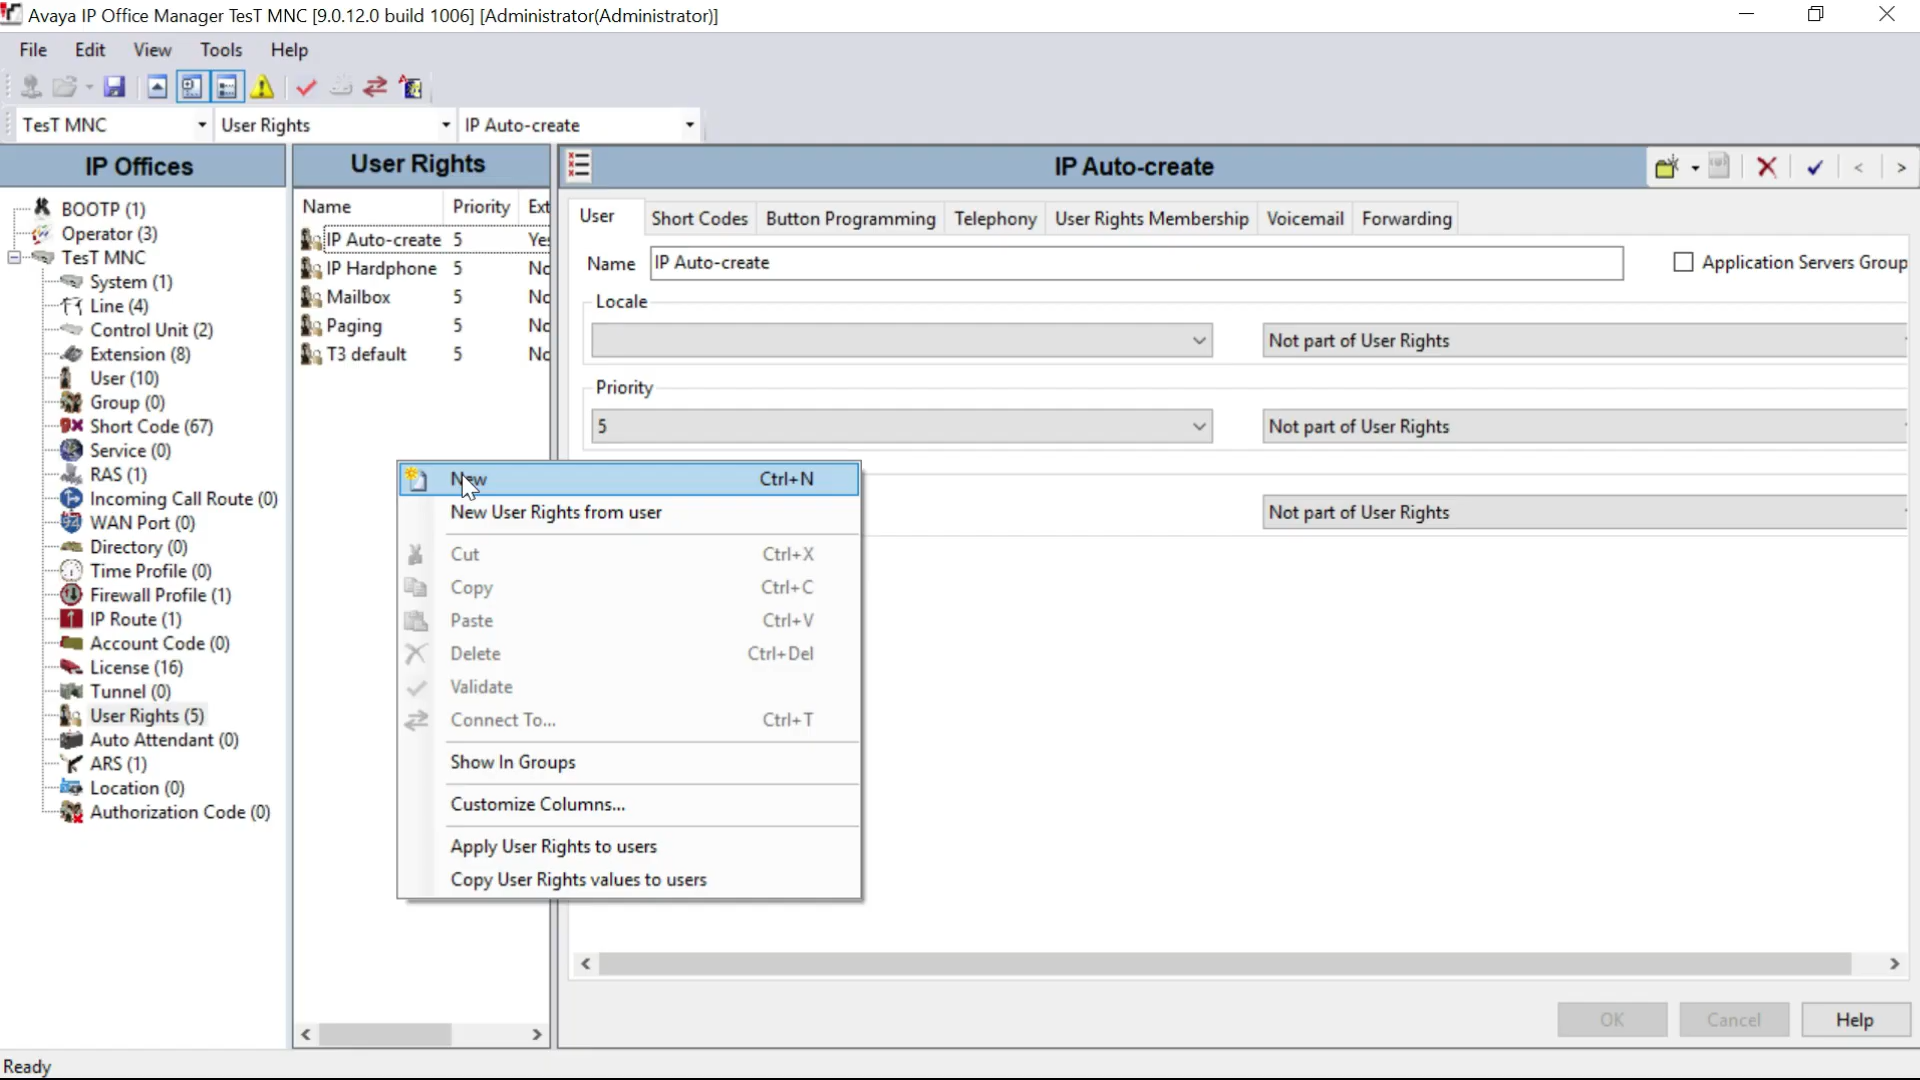 Avaya IP Office Manager TesT MNC [9.0.12.0 build 1006] [Administrator(Administrator)]
File Edit View Tools Help
TesT MNC User Rights IP Auto-create
IP Offices
BOOTP (1)
Operator (3)
TesT MNC
System (1)
Line (4)
Control Unit (2)
Extension (8)
User (10)
Group (0)
Short Code (67)
Service (0)
RAS (1)
Incoming Call Route (0)
WAN Port (0)
Directory (0)
Time Profile (0)
Firewall Profile (1)
IP Route (1)
Account Code (0)
License (16)
Tunnel (0)
User Rights (5)
Auto Attendant (0)
ARS (1)
Location (0)
Authorization Code (0)
User Rights
Name Priority Ext
IP Auto-create 5 Yes
IP Hardphone 5 No
Mailbox 5 No
Paging 5 No
T3 default 5 No
IP Auto-create
User Short Codes Button Programming Telephony User Rights Membership Voicemail Forwarding
Name IP Auto-create Application Servers Group
Locale
Not part of User Rights
Priority
5 Not part of User Rights
Not part of User Rights
New Ctrl+N
New User Rights from user
Cut Ctrl+X
Copy Ctrl+C
Paste Ctrl+V
Delete Ctrl+Del
Validate
Connect To... Ctrl+T
Show In Groups
Customize Columns...
Apply User Rights to users
Copy User Rights values to users
OK Cancel Help
Ready